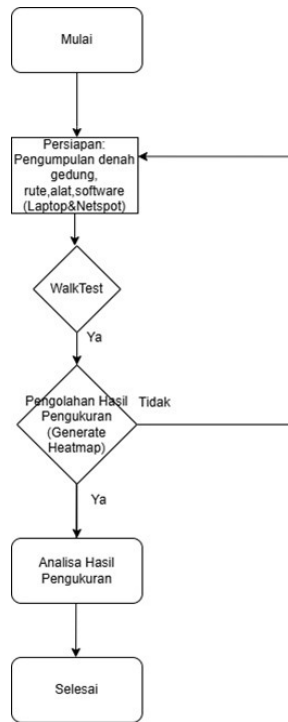 Mulai
Persiapan:
Pengumpulan denah
gedung,
rute,alat,software
(Laptop&Netspot)
WalkTest
Ya
Pengolahan Hasil
Pengukuran
(Generate
Heatmap)
Tidak
Ya
Analisa Hasil
Pengukuran
Selesai